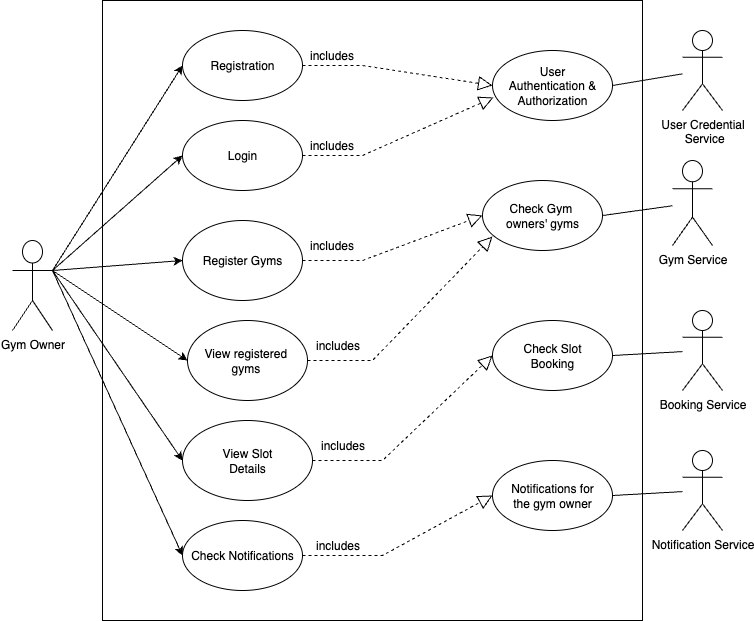 Registration
includes
User
Authentication &
Authorization
User Credential
Service
Login
includes
Check Gym
owners' gyms
Gym Service
Register Gyms
includes
Gym Owner
View registered
gyms
includes
Check Slot
Booking
Booking Service
View Slot
Details
includes
Notifications for
the gym owner
Notification Service
Check Notifications
includes